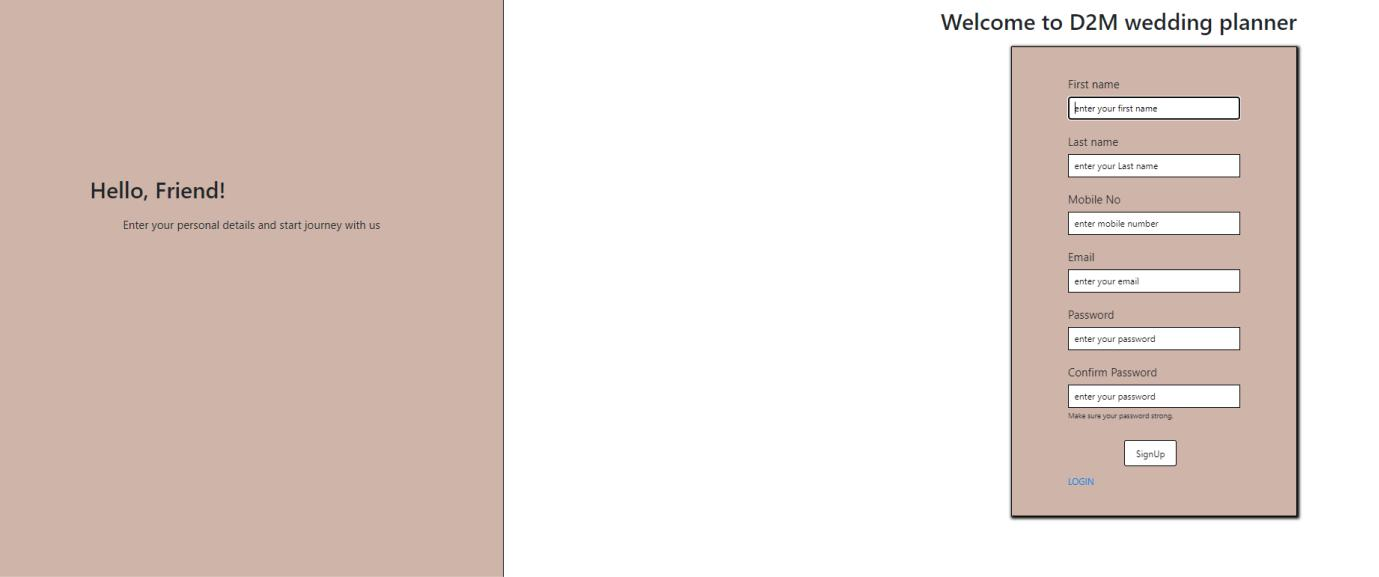 Hello, Friend!
Enter your personal details and start journey with us
Welcome to D2M wedding planner
First name
enter your first name
Last name
enter your Last name
Mobile No
enter mobile number
Email
enter your email
Password
enter your password
Confirm Password
enter your password
Make sure your password strong.
SignUp
LOGIN